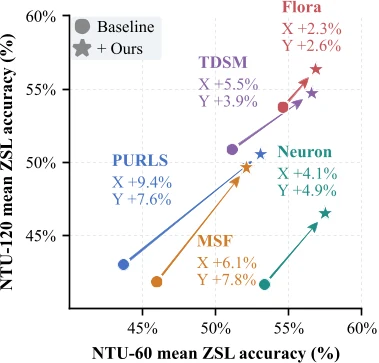 60%
Baseline
+ Ours
Flora
X +2.3%
Y +2.6%
TDSM
X +5.5%
Y +3.9%
55%
PURLS
X +9.4%
Y +7.6%
50%
Neuron
X +4.1%
Y +4.9%
MSF
X +6.1%
Y +7.8%
45%
NTU-120 mean ZSL accuracy (%)
45%
50%
55%
60%
NTU-60 mean ZSL accuracy (%)